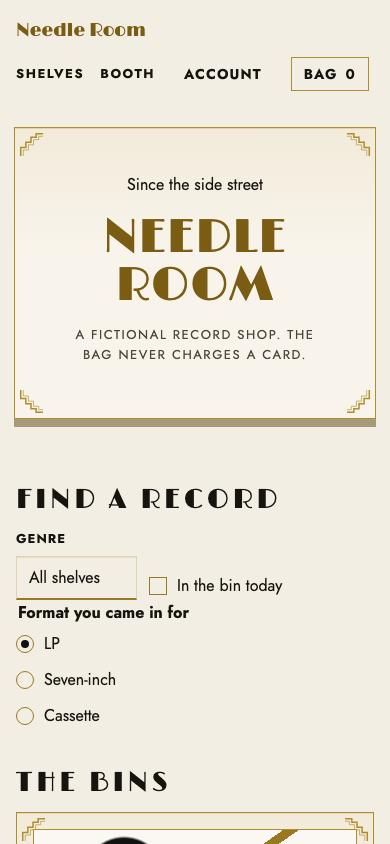 Needle Room
SHELVES BOOTH ACCOUNT BAG 0
Since the side street
NEEDLE
ROOM
A FICTIONAL RECORD SHOP. THE
BAG NEVER CHARGES A CARD.
FIND A RECORD
GENRE
All shelves
In the bin today
Format you came in for
LP
Seven-inch
Cassette
THE BINS